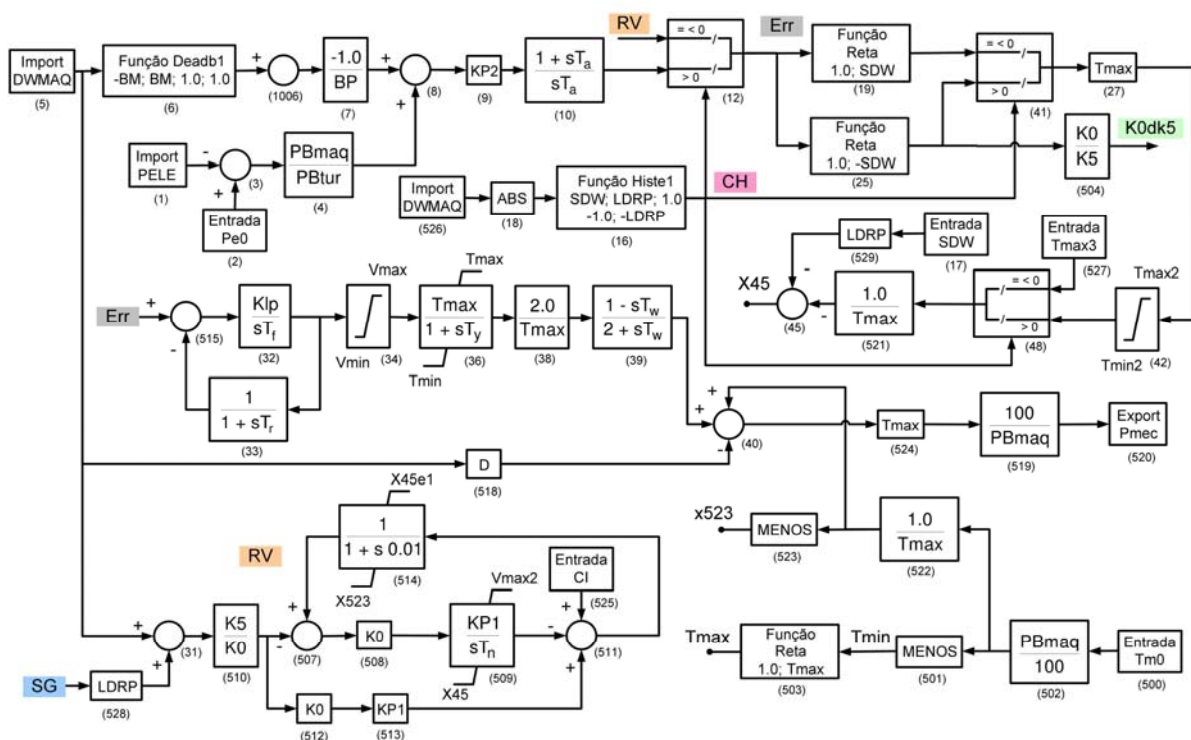 Import
DWMAQ
(5)
Função Deadb1
-BM; BM; 1.0; 1.0
(6)
+
+
(1006)
-1.0
BP
(7)
+
+
(8)
KP2
(9)
1 + sTa
sTa
(10)
RV
= < 0
> 0
(12)
Err
Função
Reta
1.0; SDW
(19)
= < 0
> 0
(41)
Tmax
(27)
Import
PELE
(1)
-
+
(3)
Entrada
Pe0
(2)
PBmaq
PBtur
(4)
Import
DWMAQ
(526)
ABS
(18)
Função Histe1
SDW; LDRP; 1.0
-1.0; -LDRP
(16)
CH
Função
Reta
1.0; -SDW
(25)
K0
K5
(504)
K0dk5
Err
+
-
(515)
Klp
sTf
(32)
1
1 + sTr
(33)
Vmax
Vmin
(34)
Tmax
Tmax
1 + sTy
Tmin
(36)
2.0
Tmax
(38)
1 - sTw
2 + sTw
(39)
X45
-
-
(45)
LDRP
(529)
Entrada
SDW
(17)
Entrada
Tmax3
(527)
1.0
Tmax
(521)
= < 0
> 0
(48)
Tmax2
Tmin2
(42)
+
+
-
(40)
Tmax
(524)
100
PBmaq
(519)
Export
Pmec
(520)
D
(518)
RV
X45e1
1
1 + s 0.01
X523
(514)
Entrada
CI
(525)
x523
MENOS
(523)
1.0
Tmax
(522)
+
+
(31)
SG
LDRP
(528)
K5
K0
(510)
+
-
(507)
K0
(508)
Vmax2
KP1
sTn
X45
(509)
+
-
+
(511)
K0
(512)
KP1
(513)
Tmax
Função
Reta
1.0; Tmax
(503)
Tmin
MENOS
(501)
PBmaq
100
(502)
Entrada
Tm0
(500)